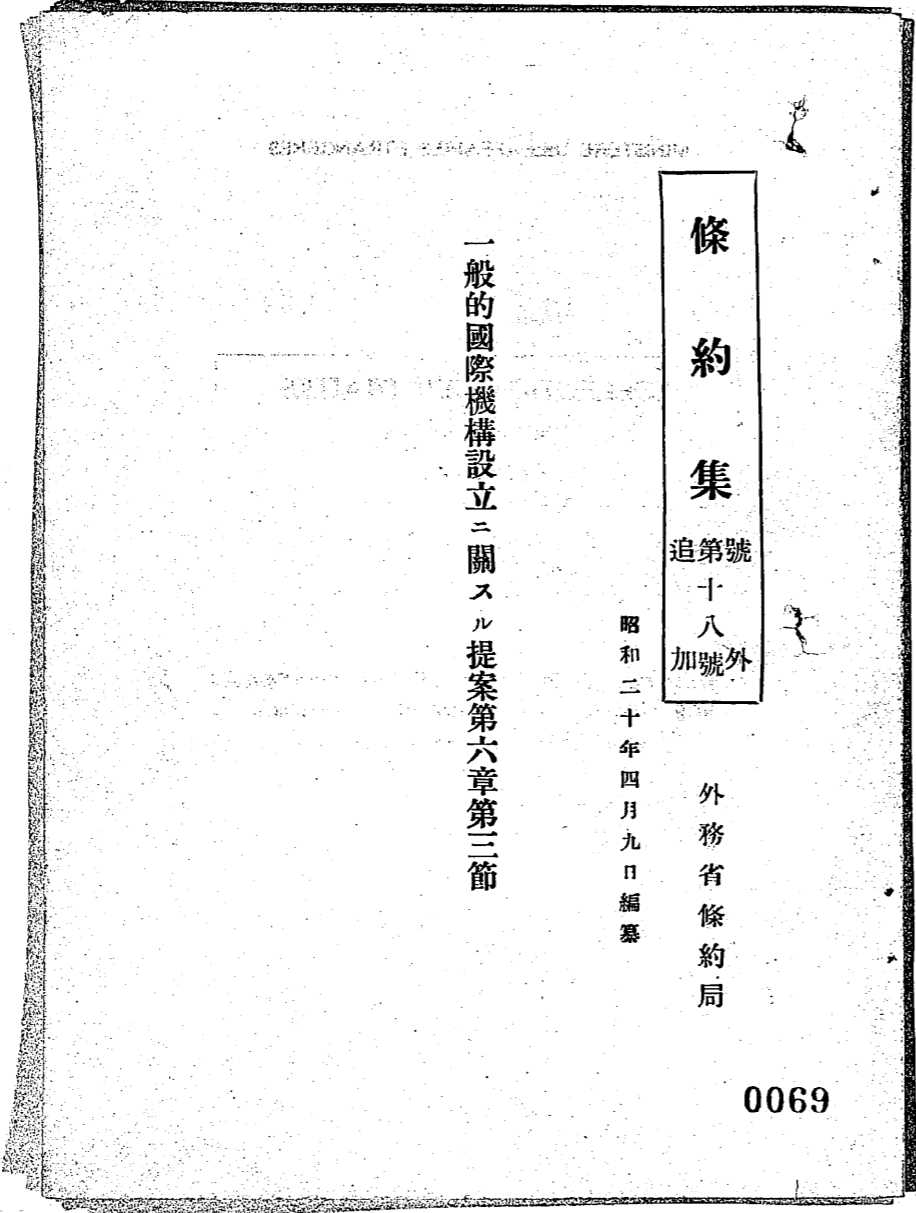 條約集
號外
第十八號
追加
外務省條約局
昭和二十年四月九日編纂
一般的國際機構設立ニ關スル提案第六章第三節
0069